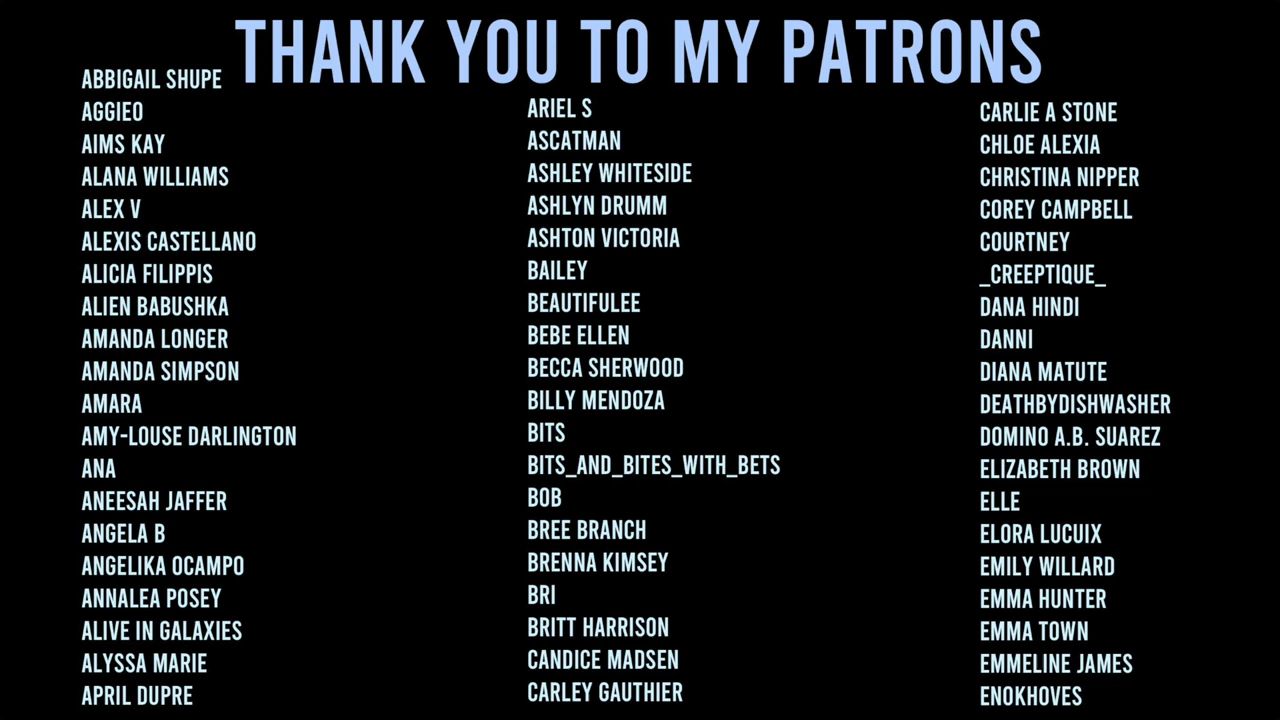 THANK YOU TO MY PATRONS
ABBIGAIL SHUPE
AGGIEO
AIMS KAY
ALANA WILLIAMS
ALEX V
ALEXIS CASTELLANO
ALICIA FILIPPIS
ALIEN BABUSHKA
AMANDA LONGER
AMANDA SIMPSON
AMARA
AMY-LOUSE DARLINGTON
ANA
ANEESAH JAFFER
ANGELA B
ANGELIKA OCAMPO
ANNALEA POSEY
ALIVE IN GALAXIES
ALYSSA MARIE
APRIL DUPRE
ARIEL S
ASCATMAN
ASHLEY WHITESIDE
ASHLYN DRUMM
ASHTON VICTORIA
BAILEY
BEAUTIFULEE
BEBE ELLEN
BECCA SHERWOOD
BILLY MENDOZA
BITS
BITS_AND_BITES_WITH_BETS
BOB
BREE BRANCH
BRENNA KIMSEY
BRI
BRITT HARRISON
CANDICE MADSEN
CARLEY GAUTHIER
CARLIE A STONE
CHLOE ALEXIA
CHRISTINA NIPPER
COREY CAMPBELL
COURTNEY
_CREEPTIQUE_
DANA HINDI
DANNI
DIANA MATUTE
DEATHBYDISHWASHER
DOMINO A.B. SUAREZ
ELIZABETH BROWN
ELLE
ELORA LUCUIX
EMILY WILLARD
EMMA HUNTER
EMMA TOWN
EMMELINE JAMES
ENOKHOVES